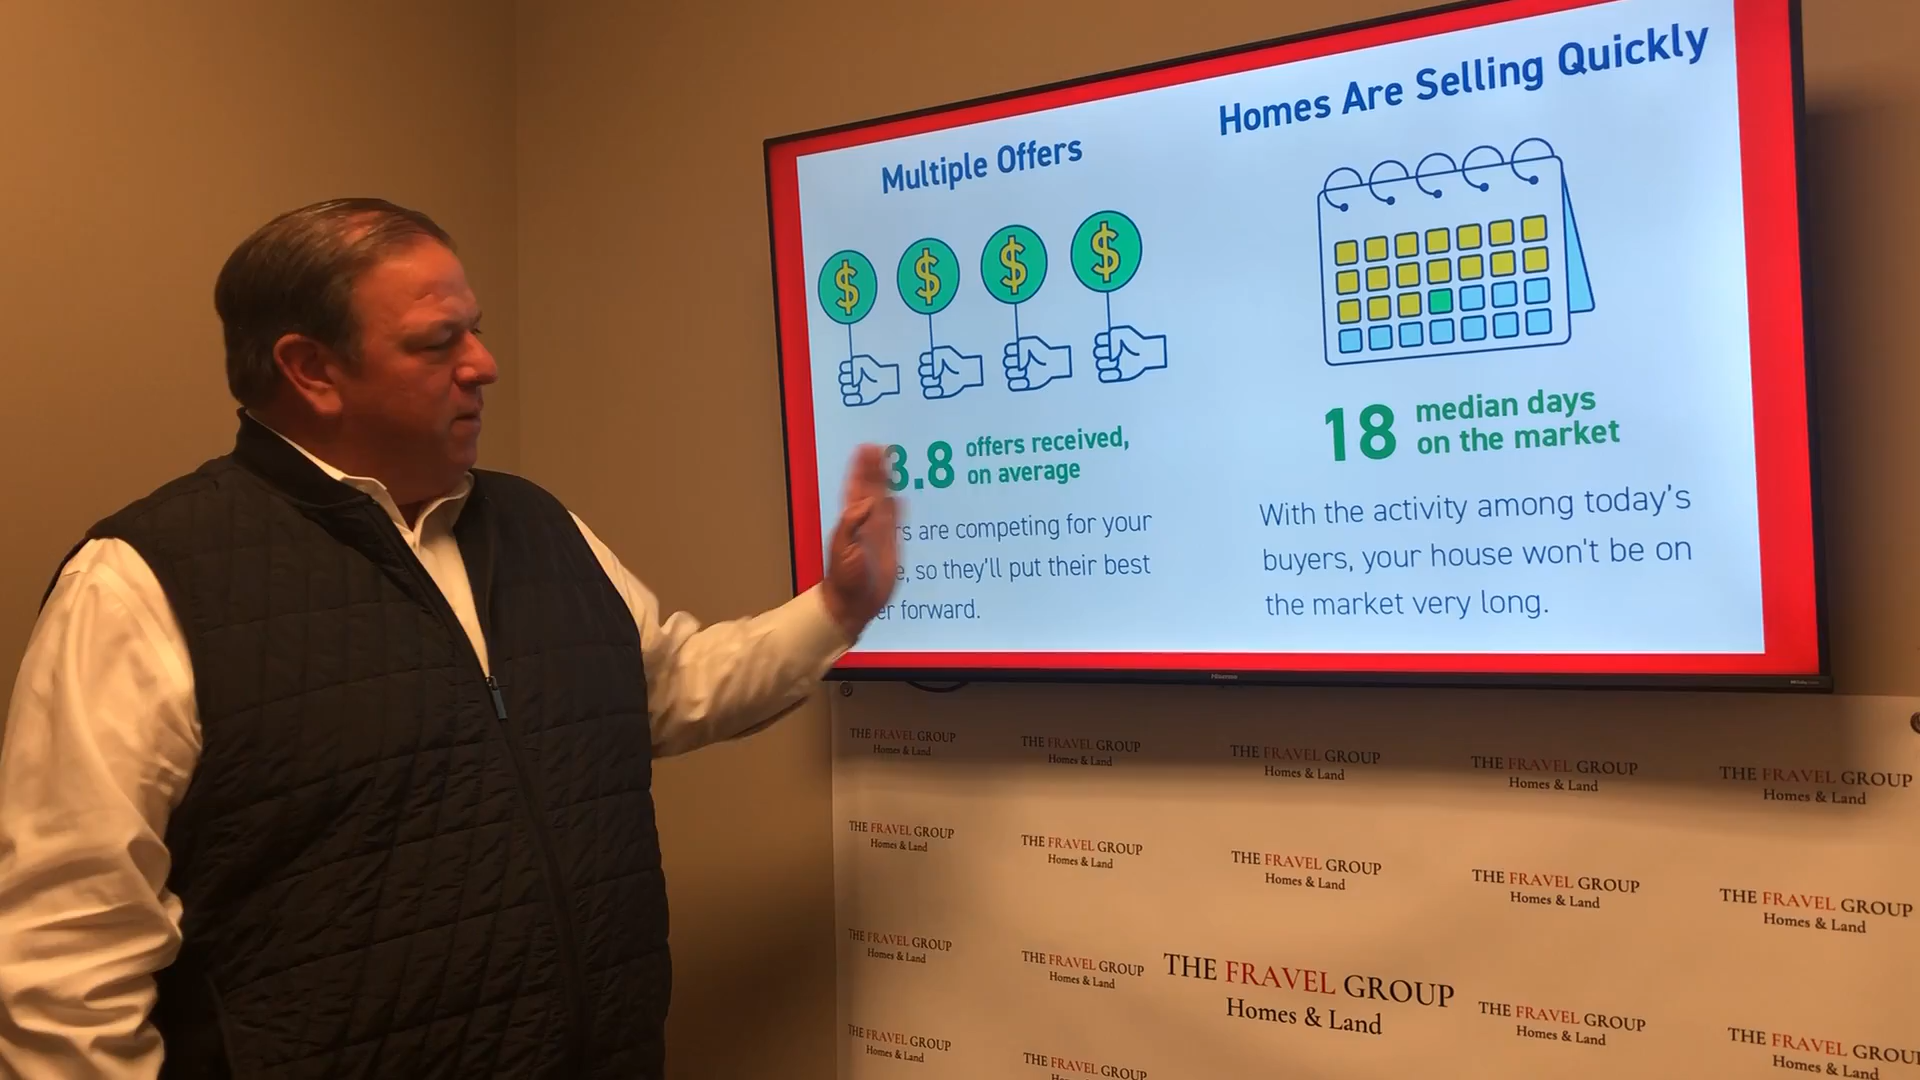 Multiple Offers
3.8 offers received,
on average
are competing for your
so they'll put their best
forward.
Homes Are Selling Quickly
18 median days
on the market
With the activity among today's
buyers, your house won't be on
the market very long.
Hisense
THE FRAVEL GROUP
Homes & Land
THE FRAVEL GROUP
Homes & Land
THE FRAVEL GROUP
Homes & Land
THE FRAVEL GROUP
Homes & Land
THE FRAVEL GROUP
Homes & Land
THE FRAVEL GROUP
Homes & Land
THE FRAVEL GROUP
Homes & Land
THE FRAVEL GROUP
Homes & Land
THE FRAVEL GROUP
Homes & Land
THE FRAVEL GROUP
Homes & Land
THE FRAVEL GROUP
Homes & Land
THE FRAVEL GROUP
Homes & Land
THE FRAVEL GROUP
Homes & Land
THE FRAVEL GROUP
Homes & Land
THE FRAVEL GROUP
Homes & Land
THE FRAVEL GROUP
Homes & Land
THE FRAVEL GROUP